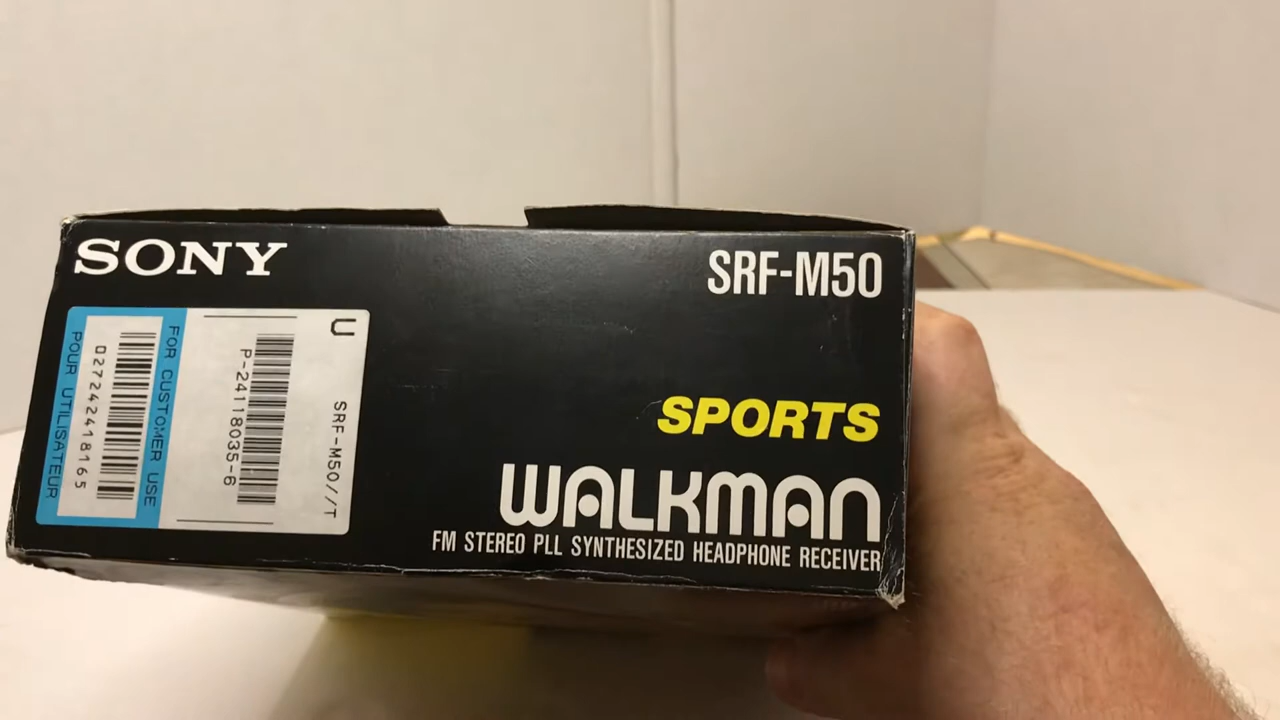 SONY
SRF-M50
SPORTS
WALKMAN
FM STEREO PLL SYNTHESIZED HEADPHONE RECEIVER
U
SRF-M50//T
P-24118035-6
FOR CUSTOMER USE
027242418165
POUR UTILISATEUR